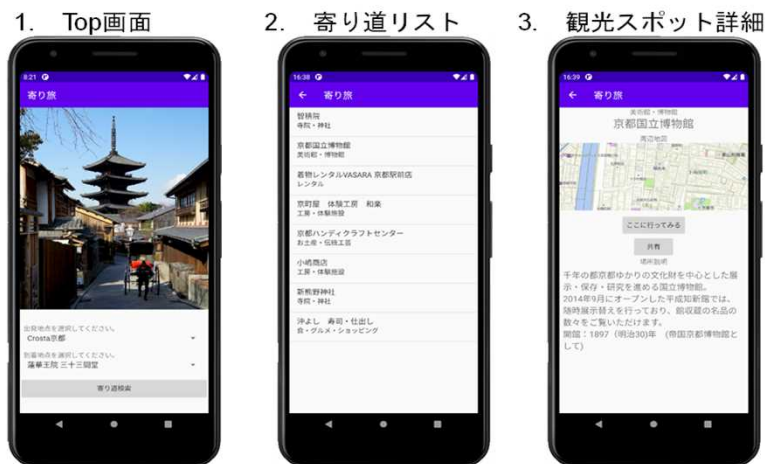 1. Top画面
8:21
寄り旅
出発地点を選択してください。
Crosta京都
到着地点を選択してください。
蓮華王院 三十三間堂
寄り道検索
2. 寄り道リスト
16:38
← 寄り旅
智積院
寺院・神社
京都国立博物館
美術館・博物館
着物レンタルVASARA 京都駅前店
レンタル
京町屋 体験工房 和楽
工房・体験施設
京都ハンディクラフトセンター
お土産・伝統工芸
小嶋商店
工房・体験施設
新熊野神社
寺院・神社
沖よし 寿司・仕出し
食・グルメ・ショッピング
3. 観光スポット詳細
16:39
← 寄り旅
美術館・博物館
京都国立博物館
周辺地図
ここに行ってみる
共有
場所説明
千年の都京都ゆかりの文化財を中心とした展
示・保存・研究を進める国立博物館。
2014年9月にオープンした平成知新館では、
随時展示替えを行っており、館収蔵の名品の
数々をご覧いただけます。
開館：1897（明治30)年 (帝国京都博物館と
して)